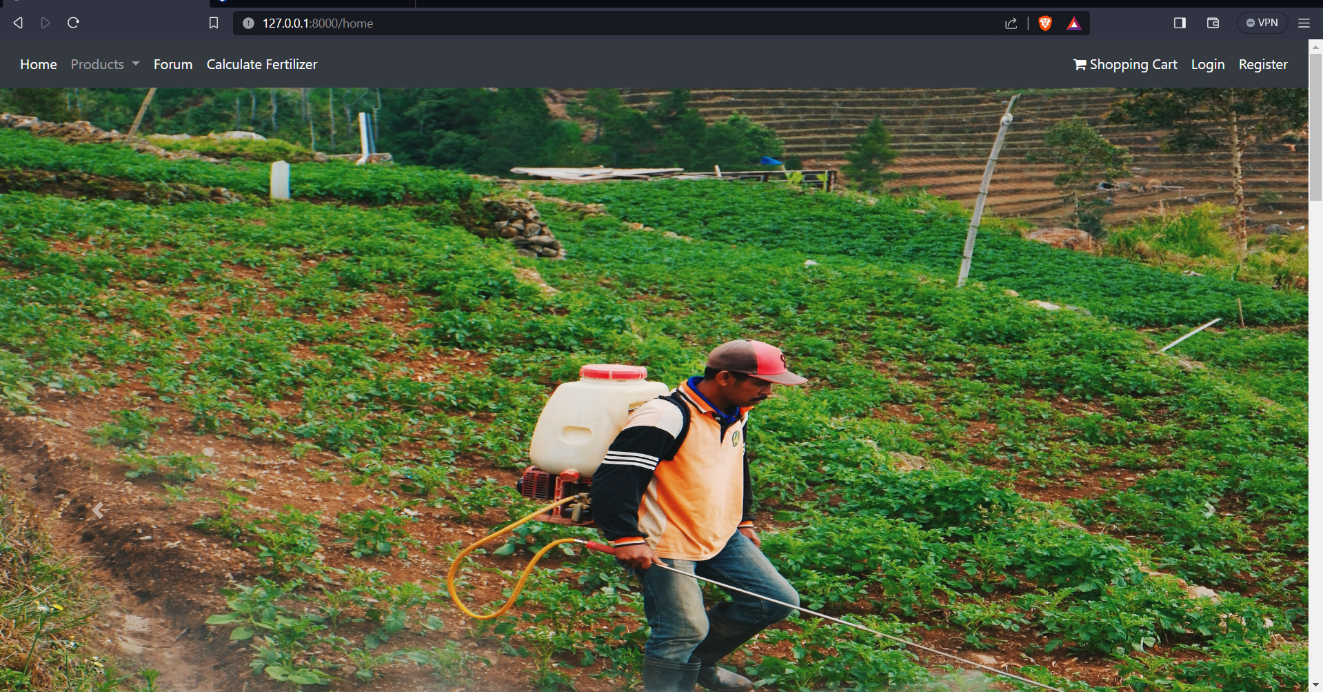 127.0.0.1:8000/home
VPN
Home Products Forum Calculate Fertilizer Shopping Cart Login Register